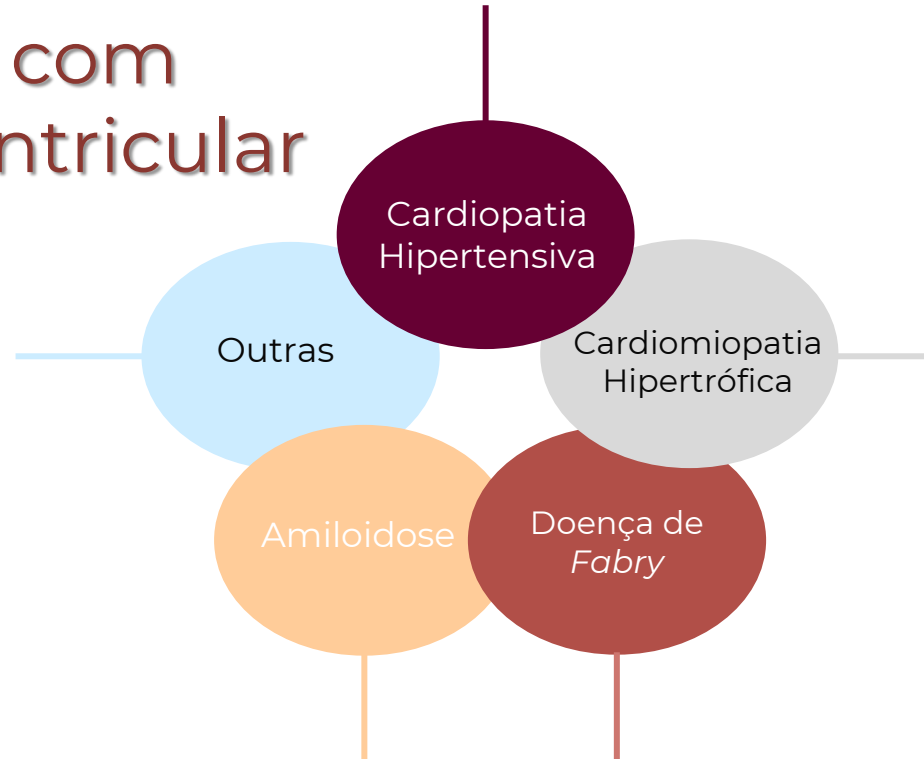 com
ntricular
Cardiopatia
Hipertensiva
Outras
Cardiomiopatia
Hipertrófica
Amiloidose
Doença de
Fabry